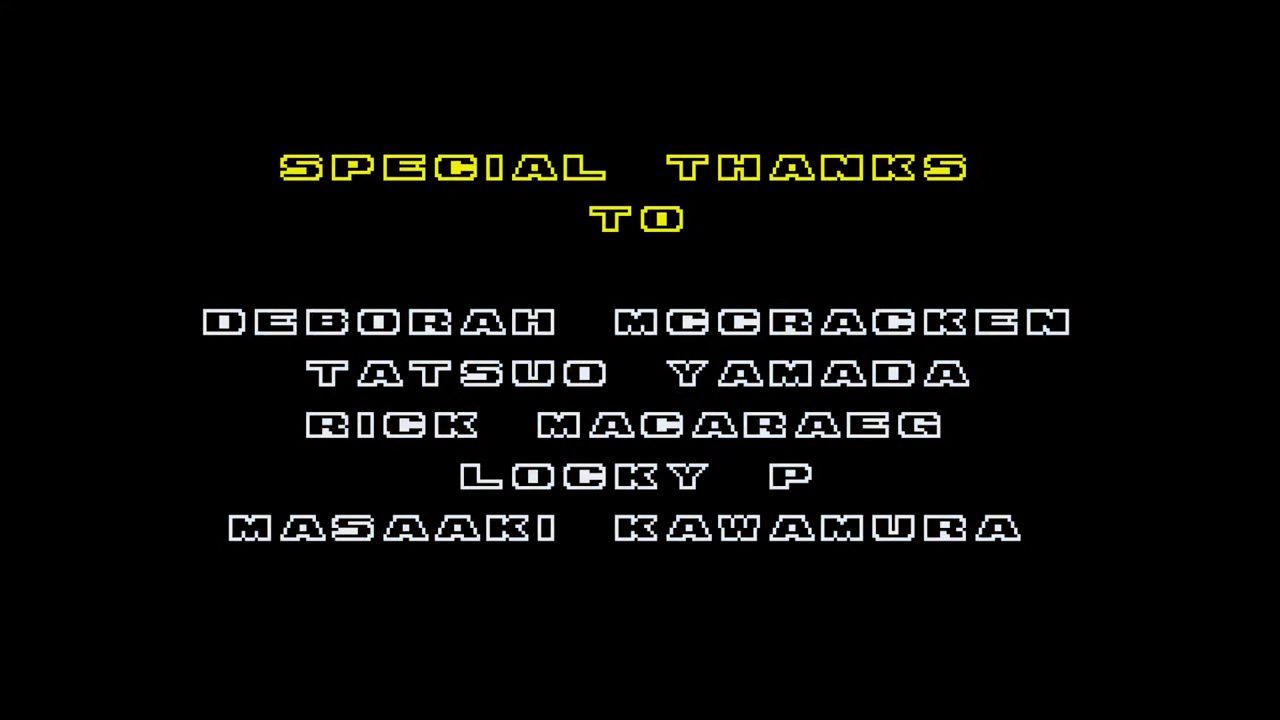 SPECIAL THANKS
TO
DEBORAH MCCRACKEN
TATSUO YAMADA
RICK MACARAEG
LOCKY P
MASAAKI KAWAMURA